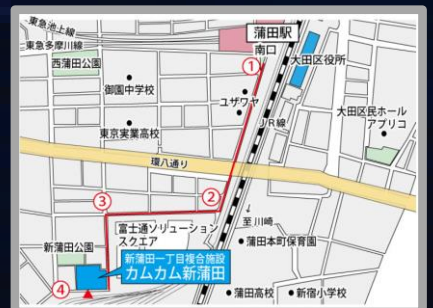 東急池上線
東急多摩川線
蒲田駅
南口
西蒲田公園
①
大田区役所
御園中学校
ユザワヤ
大田区民ホール
アプリコ
東京実業高校
JR線
環八通り
②
③
至川崎
富士通ソリューション
スクエア
新蒲田公園
蒲田本町保育園
新蒲田一丁目複合施設
カムカム新蒲田
④
蒲田高校
新宿小学校